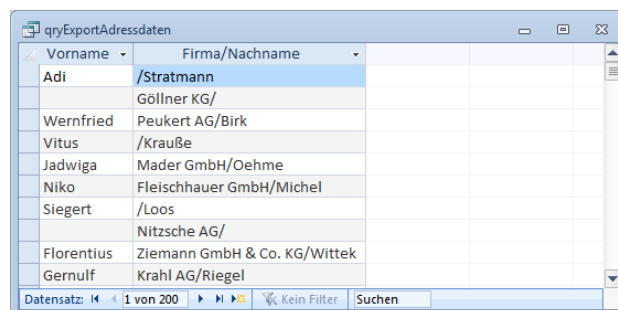 qryExportAdressdaten
Vorname Firma/Nachname
Adi /Stratmann
Göllner KG/
Wernfried Peukert AG/Birk
Vitus /Krauße
Jadwiga Mader GmbH/Oehme
Niko Fleischhauer GmbH/Michel
Siegert /Loos
Nitzsche AG/
Florentius Ziemann GmbH & Co. KG/Wittek
Gernulf Krahl AG/Riegel
Datensatz: 1 von 200 Kein Filter Suchen